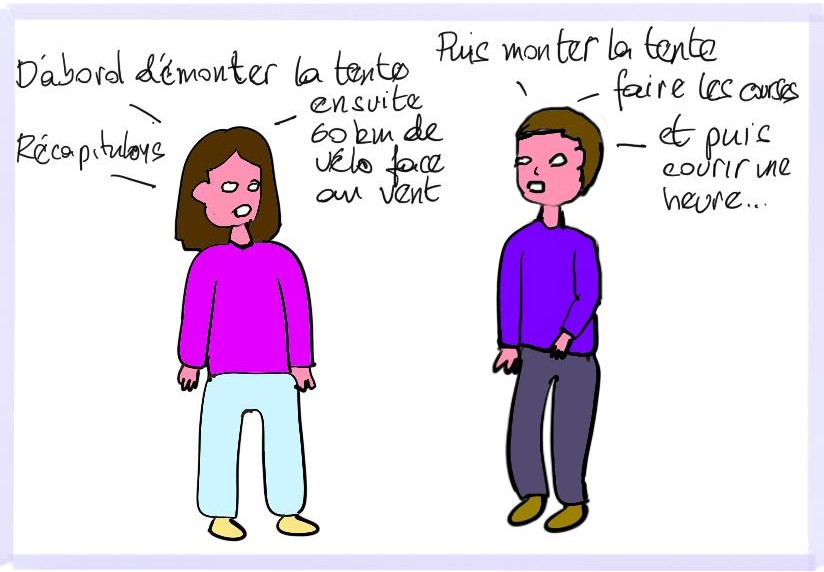 D'abord démonter la tente
Récapitulons
ensuite
60 km de
vélo face
au vent
Puis monter la tente
faire les courses
et puis
courir une
heure...